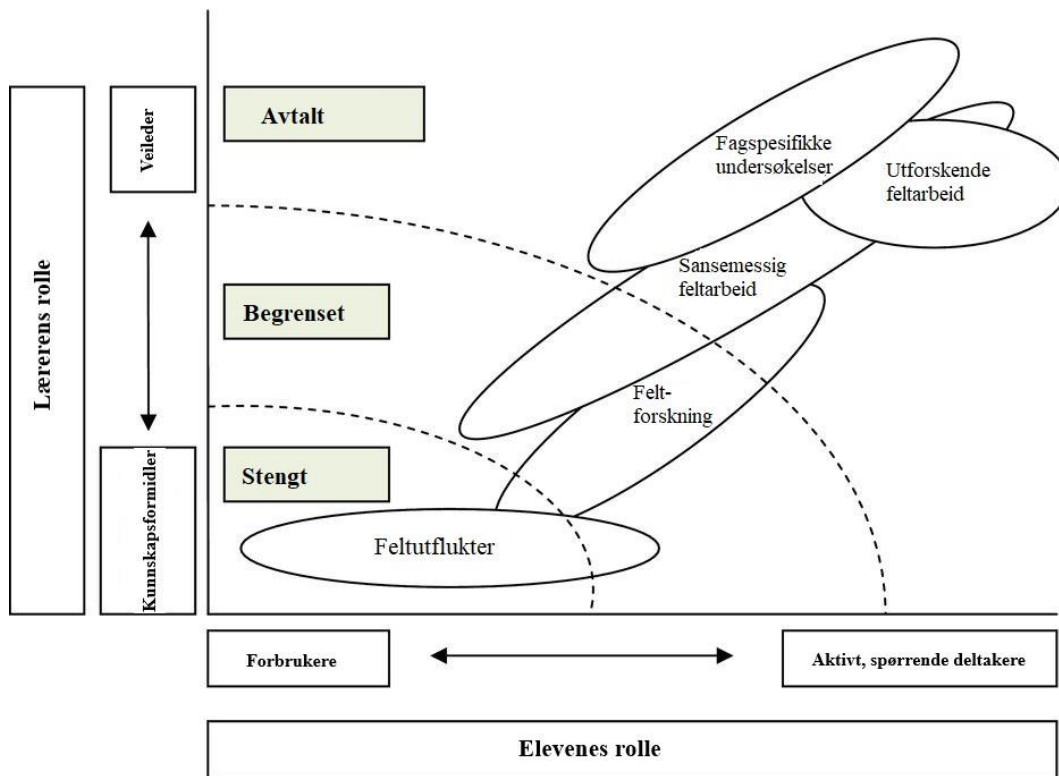 Lærerens rolle
Veileder
Kunnskapsformidler
Avtalt
Begrenset
Stengt
Fagspesifikke
undersøkelser
Utforskende
feltarbeid
Sansemessig
feltarbeid
Felt-
forskning
Feltutflukter
Forbrukere
Aktivt, spørrende deltakere
Elevenes rolle